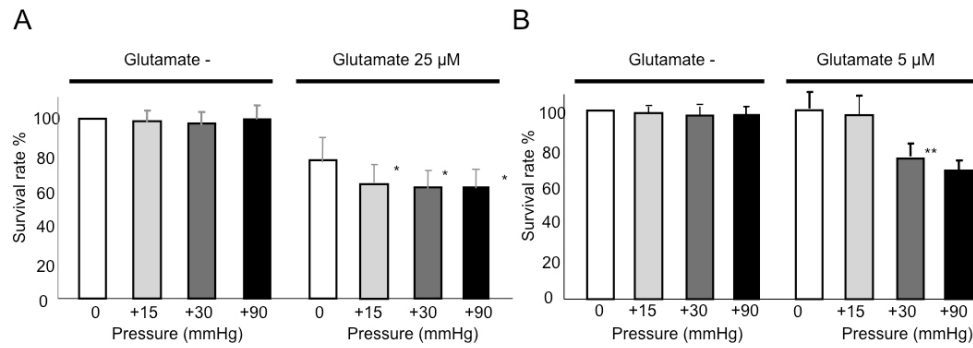 A
Glutamate -
Glutamate 25 µM
Survival rate %
100
80
60
40
20
0
0
+15
+30
+90
0
+15
+30
+90
*
*
*
Pressure (mmHg)
Pressure (mmHg)
B
Glutamate -
Glutamate 5 µM
Survival rate %
100
80
60
40
20
0
0
+15
+30
+90
0
+15
+30
+90
**
Pressure (mmHg)
Pressure (mmHg)